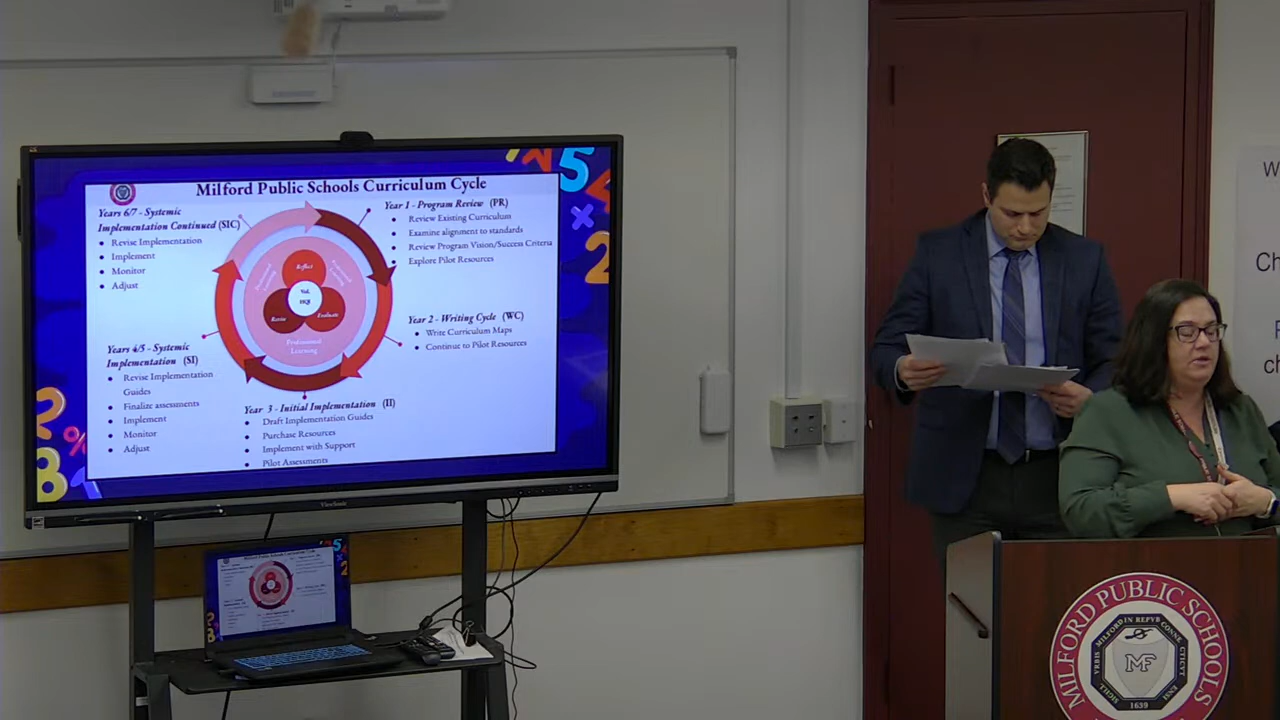 Milford Public Schools Curriculum Cycle
Years 6/7 - Systemic
Implementation Continued (SIC)
• Revise Implementation
• Implement
• Monitor
• Adjust
Year 1 - Program Review (PR)
• Review Existing Curriculum
• Examine alignment to standards
• Review Program Vision/Success Criteria
• Explore Pilot Resources
Reflect
Revise
Evaluate
Professional
Learning
Year 2 - Writing Cycle (WC)
• Write Curriculum Maps
• Continue to Pilot Resources
Years 4/5 - Systemic
Implementation (SI)
• Revise Implementation
Guides
• Finalize assessments
• Implement
• Monitor
• Adjust
Year 3 - Initial Implementation (II)
• Draft Implementation Guides
• Purchase Resources
• Implement with Support
• Pilot Assessments
ViewSonic
W
Ch
ch
MILFORD PUBLIC SCHOOLS
MF
1639